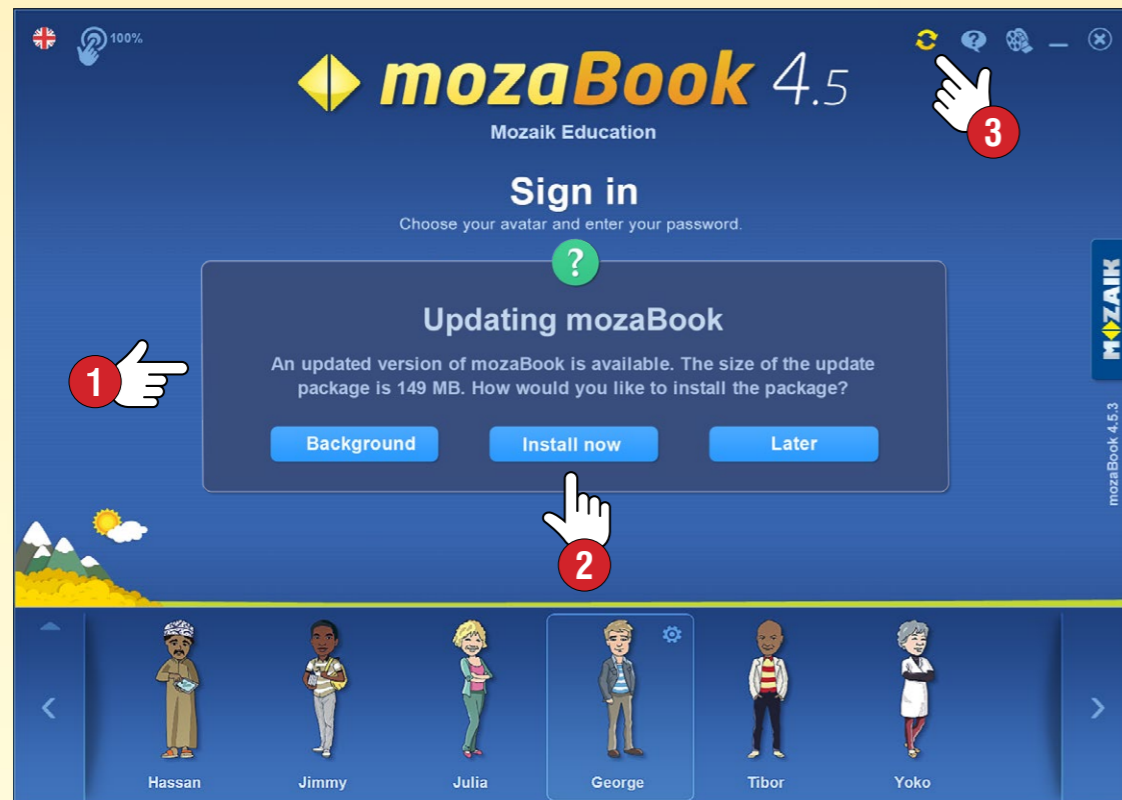 100%
mozaBook 4.5
Mozaik Education
3
Sign in
Choose your avatar and enter your password.
?
Updating mozaBook
An updated version of mozaBook is available. The size of the update
package is 149 MB. How would you like to install the package?
1
Background
Install now
Later
2
MOZAIK
mozaBook 4.5.3
Hassan
Jimmy
Julia
George
Tibor
Yoko